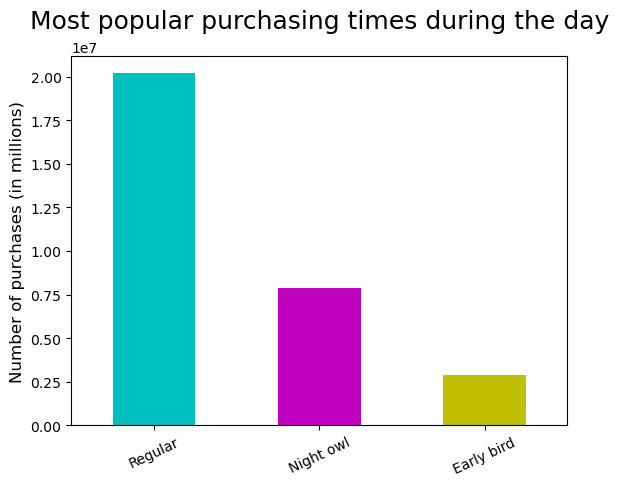 Most popular purchasing times during the day
1e7
Number of purchases (in millions)
2.00
1.75
1.50
1.25
1.00
0.75
0.50
0.25
0.00
Regular
Night owl
Early bird